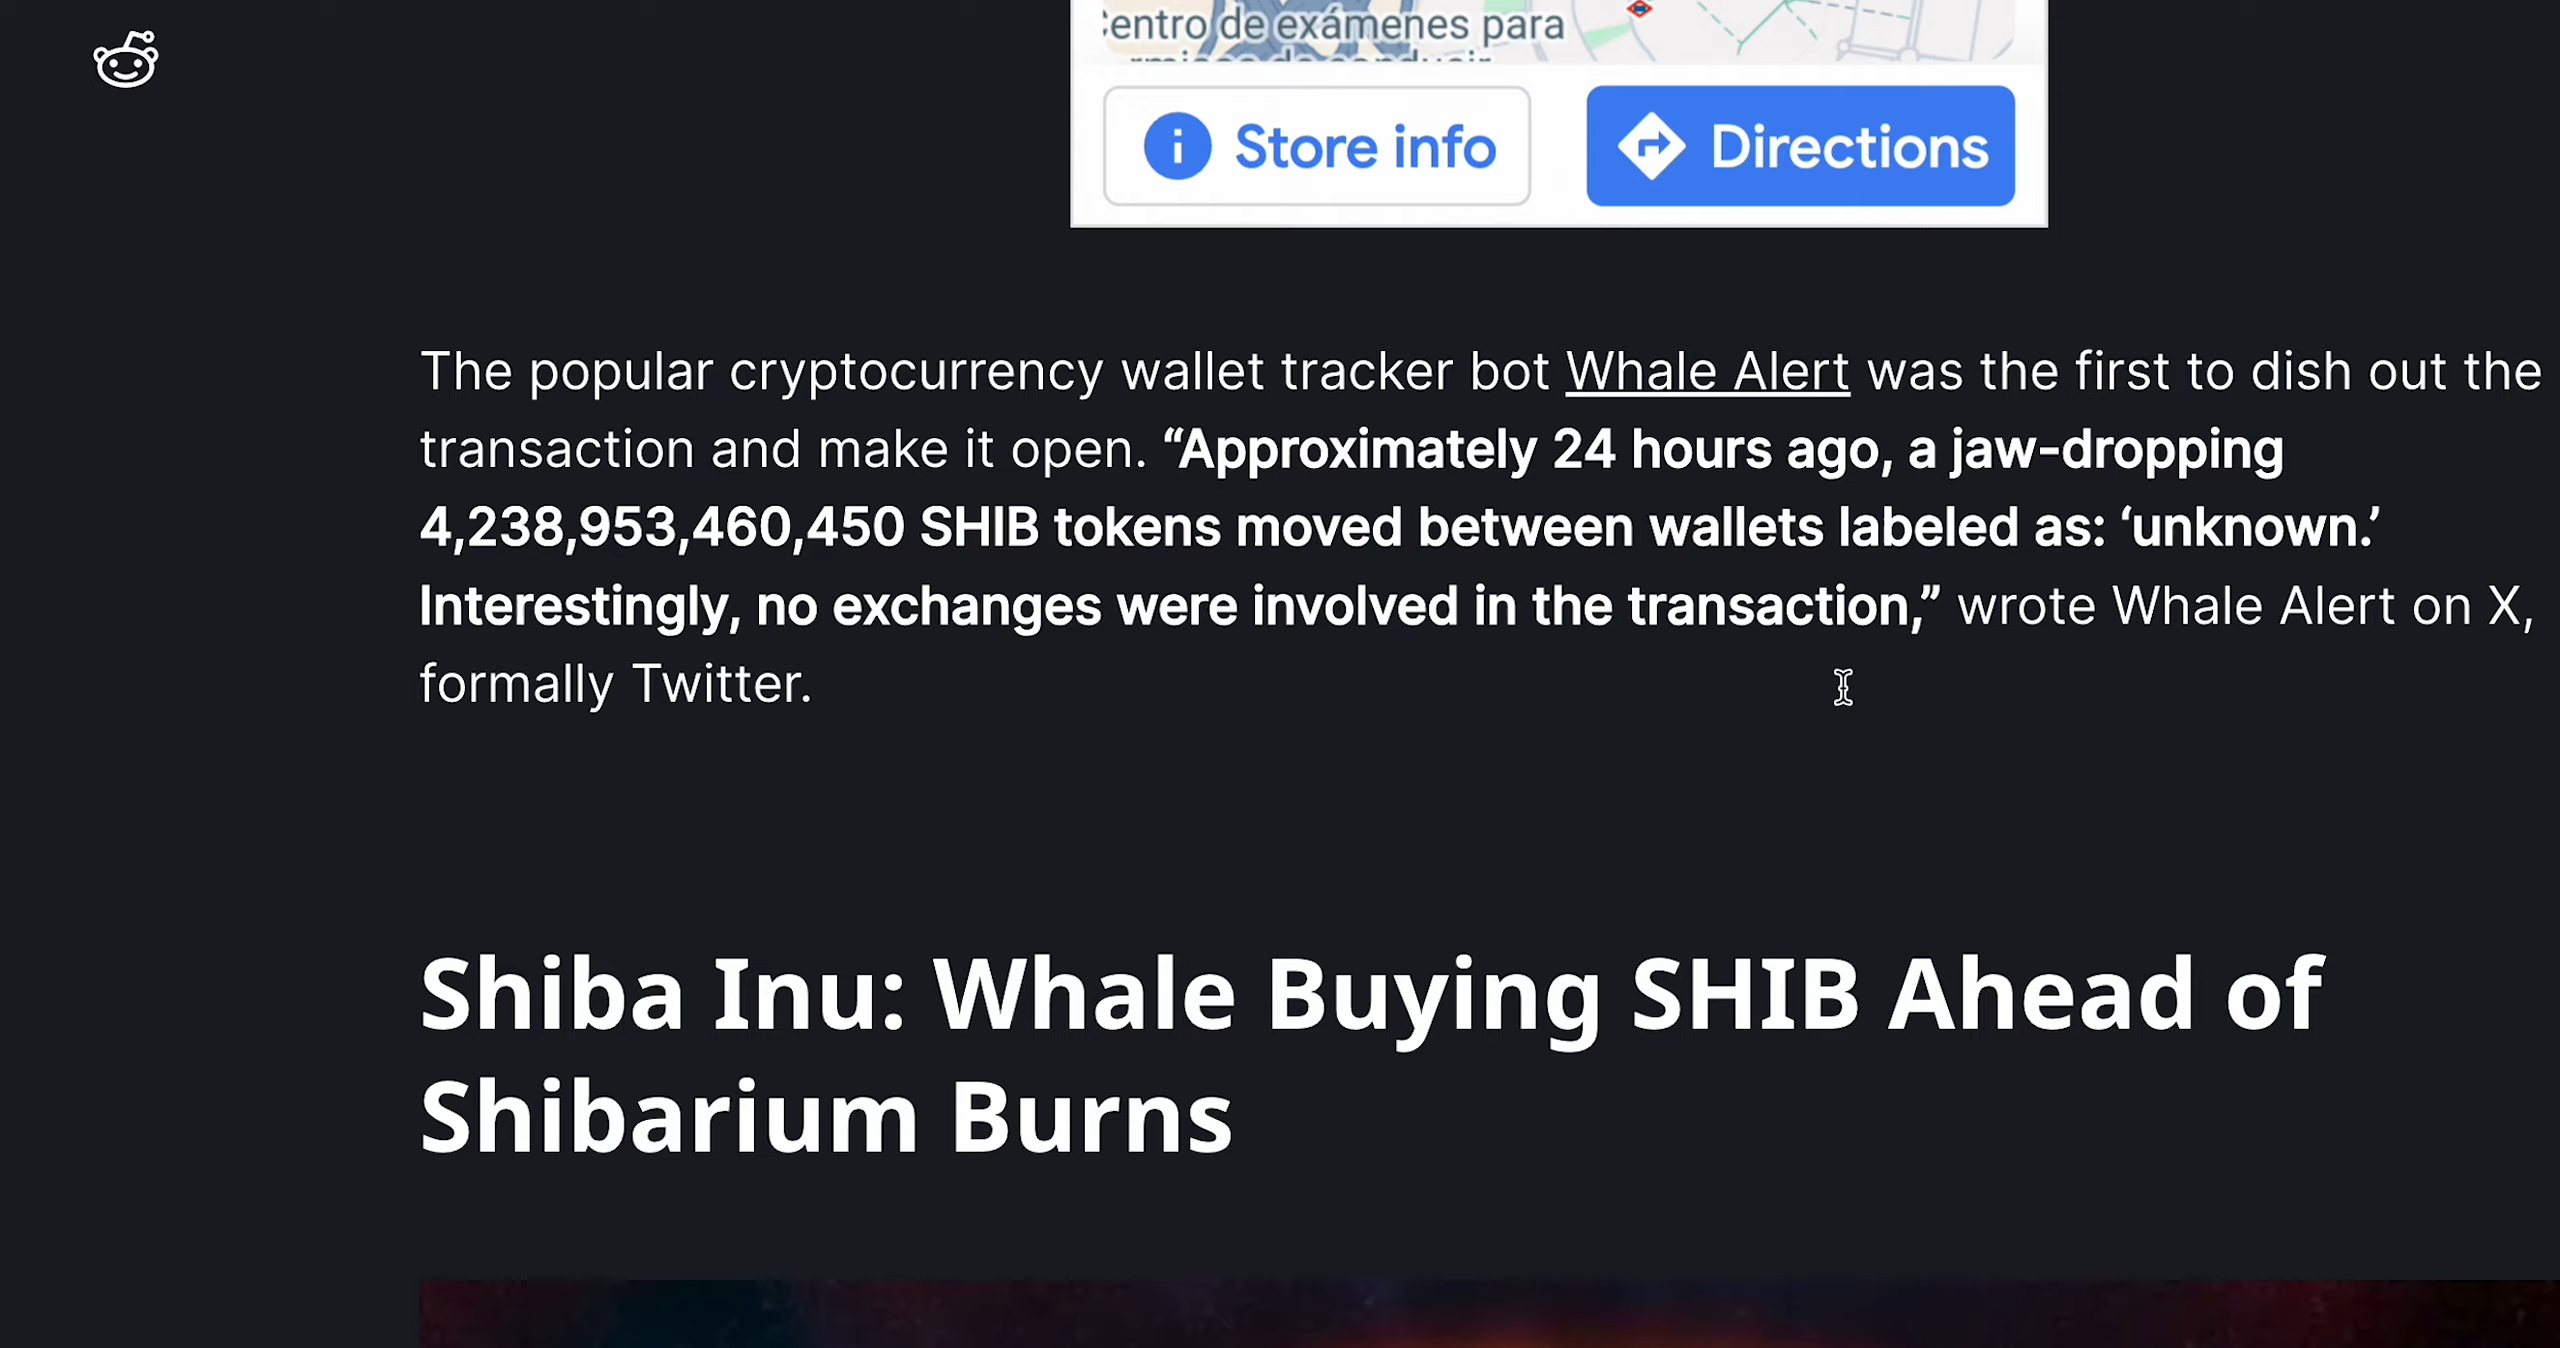 entro de exámenes para
Store info
Directions
The popular cryptocurrency wallet tracker bot Whale Alert was the first to dish out the
transaction and make it open. “Approximately 24 hours ago, a jaw-dropping
4,238,953,460,450 SHIB tokens moved between wallets labeled as: ‘unknown.’
Interestingly, no exchanges were involved in the transaction,” wrote Whale Alert on X,
formally Twitter.
Shiba Inu: Whale Buying SHIB Ahead of
Shibarium Burns